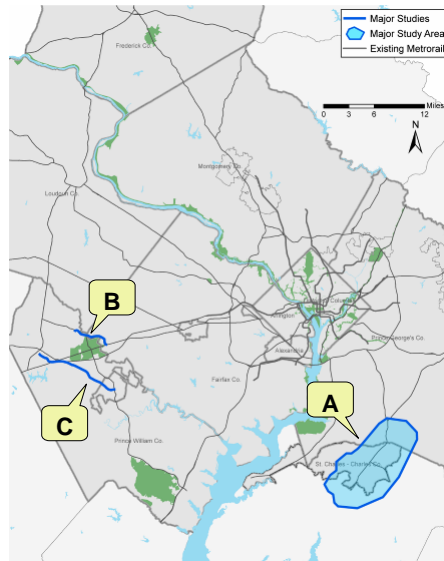 Major Studies
Major Study Area
Existing Metrorail
0 3 6 12
Miles
N
Frederick Co.
Montgomery Co.
Loudoun Co.
B
Arlington
Prince George's Co.
Alexandria
Fairfax Co.
A
C
Prince William Co.
St. Charles - Charles Co.